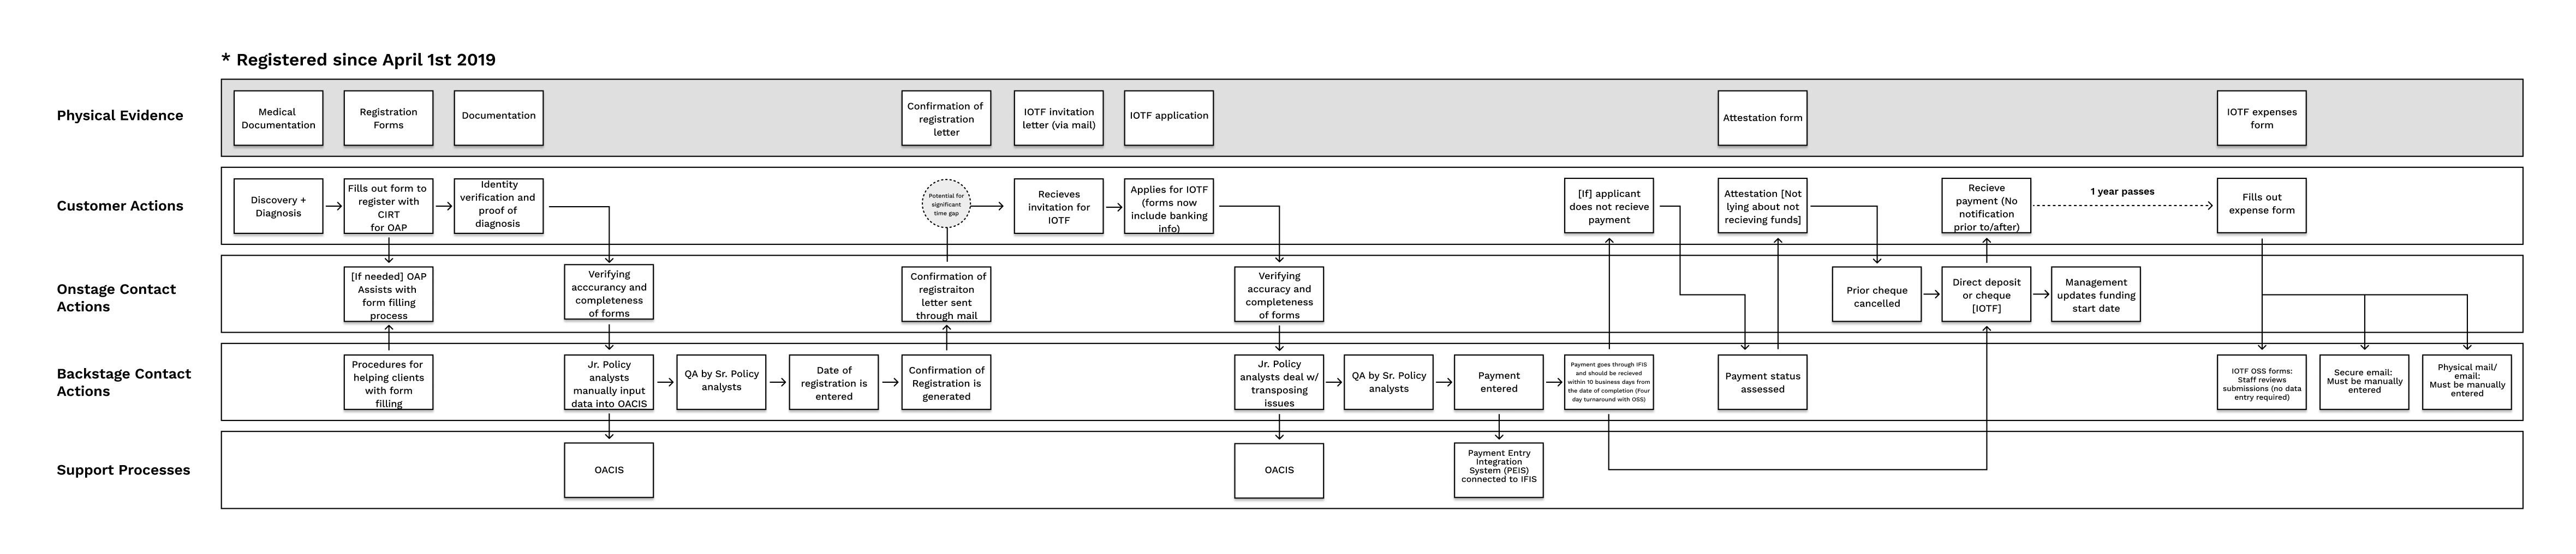 * Registered since April 1st 2019
Physical Evidence
Medical
Documentation
Registration
Forms
Documentation
Confirmation of
registration
letter
IOTF invitation
letter (via mail)
IOTF application
Attestation form
IOTF expenses
form
Customer Actions
Discovery +
Diagnosis
Fills out form to
register with
CIRT
for OAP
Identity
verification and
proof of
diagnosis
Potential for
significant
time gap
Recieves
invitation for
IOTF
Applies for IOTF
(forms now
include banking
info)
[If] applicant
does not recieve
payment
Attestation [Not
lying about not
recieving funds]
Recieve
payment (No
notification
prior to/after)
1 year passes
Fills out
expense form
Onstage Contact
Actions
[If needed] OAP
Assists with
form filling
process
Verifying
acccurancy and
completeness
of forms
Confirmation of
registraiton
letter sent
through mail
Verifying
accuracy and
completeness
of forms
Prior cheque
cancelled
Direct deposit
or cheque
[IOTF]
Management
updates funding
start date
Backstage Contact
Actions
Procedures for
helping clients
with form
filling
Jr. Policy
analysts
manually input
data into OACIS
QA by Sr. Policy
analysts
Date of
registration is
entered
Confirmation of
Registration is
generated
Jr. Policy
analysts deal w/
transposing
issues
QA by Sr. Policy
analysts
Payment
entered
Payment goes through IFIS
and should be recieved
within 10 business days from
the date of completion (Four
day turnaround with OSS)
Payment status
assessed
IOTF OSS forms:
Staff reviews
submissions (no data
entry required)
Secure email:
Must be manually
entered
Physical mail/
email:
Must be manually
entered
Support Processes
OACIS
OACIS
Payment Entry
Integration
System (PEIS)
connected to IFIS